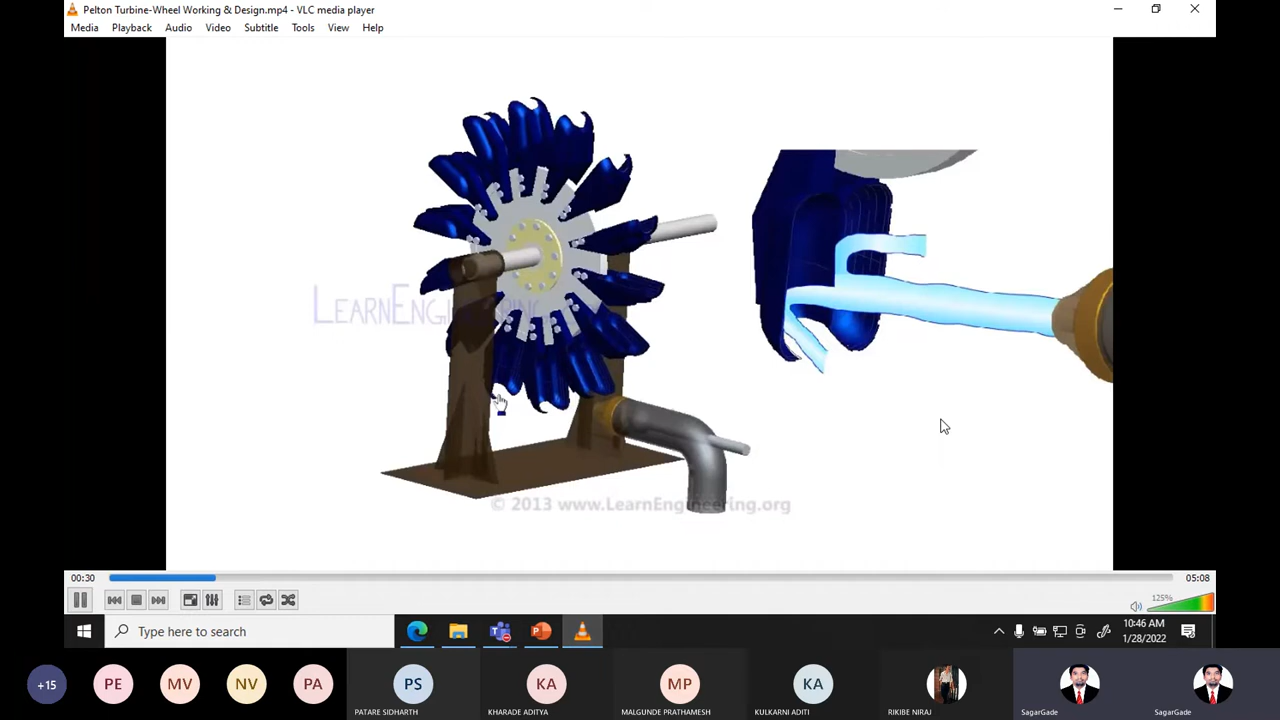 Pelton Turbine-Wheel Working & Design.mp4 - VLC media player
Media Playback Audio Video Subtitle Tools View Help
LEARNENGINEERING
© 2013 www.LearnEngineering.org
00:30 05:08
125%
Type here to search
10:46 AM
1/28/2022
+15 PE MV NV PA PS KA MP KA
PATARE SIDHARTH KHARADE ADITYA MALGUNDE PRATHAMESH KULKARNI ADITI RIKIBE NIRAJ SagarGade SagarGade